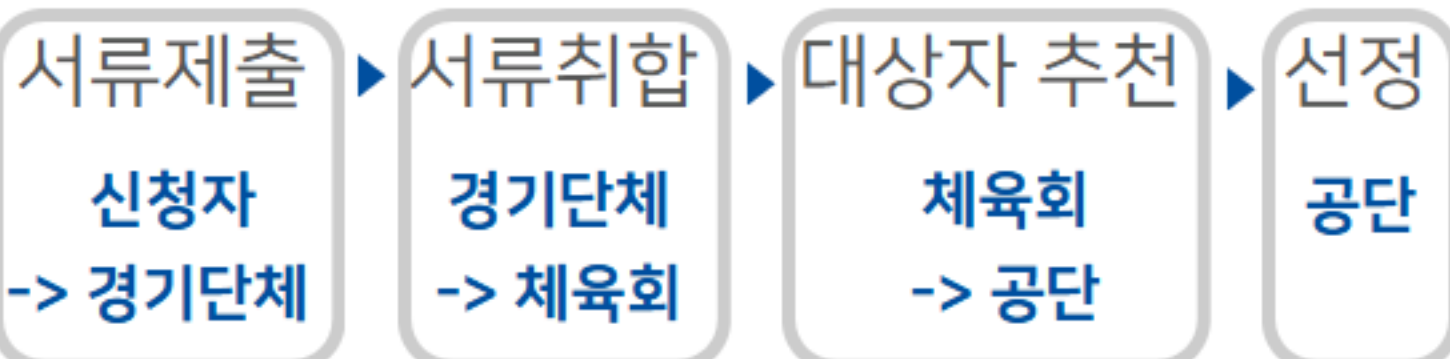 서류제출
신청자
-> 경기단체
서류취합
경기단체
-> 체육회
대상자 추천
체육회
-> 공단
선정
공단